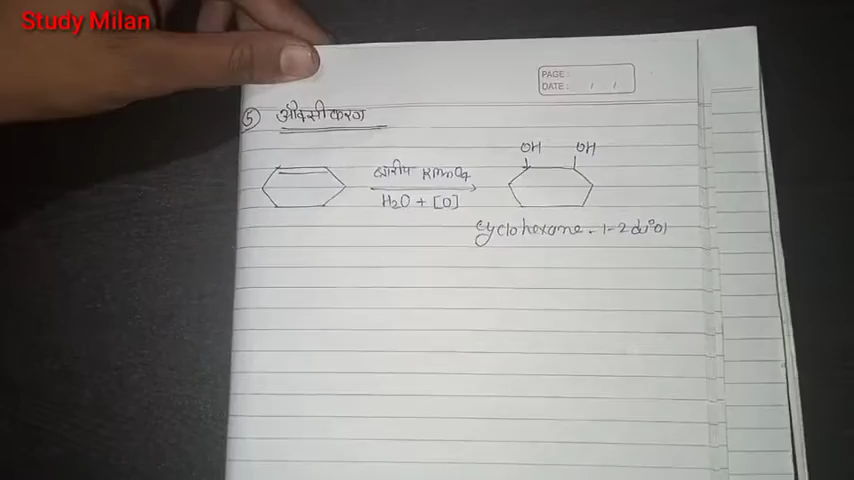 Study Milan
PAGE:
DATE: / /
⑤ ऑक्सीकरण
OH OH
क्षारीय KMnO4
H2O + [O]
cyclohexane-1-2 diol